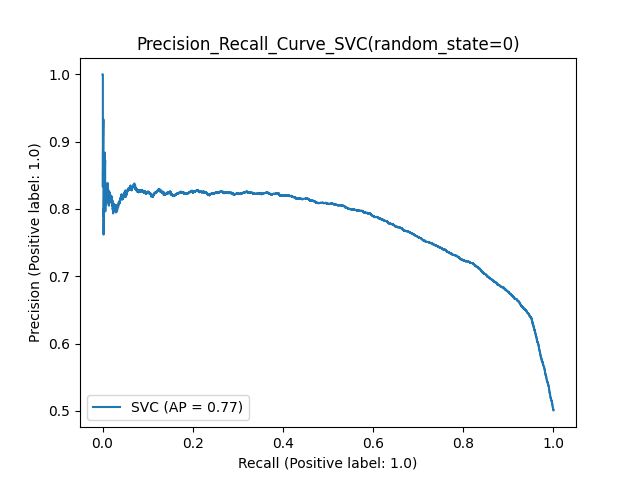 Precision_Recall_Curve_SVC(random_state=0)
1.0
0.9
0.8
0.7
0.6
0.5
Precision (Positive label: 1.0)
SVC (AP = 0.77)
0.0 0.2 0.4 0.6 0.8 1.0
Recall (Positive label: 1.0)